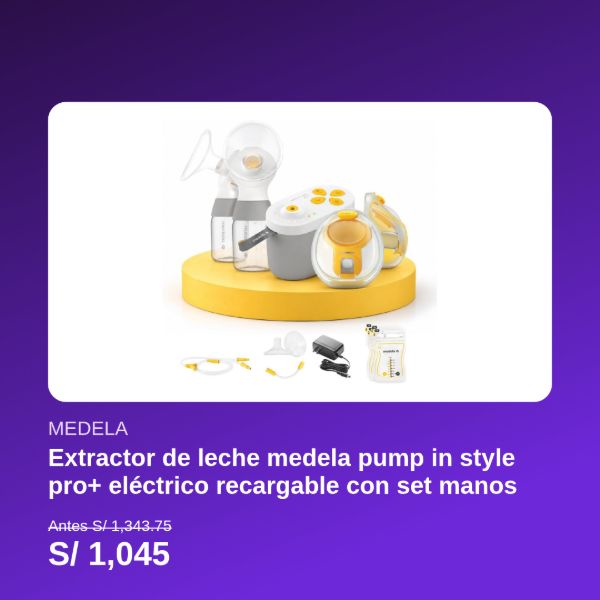 MEDELA
Extractor de leche medela pump in style
pro+ eléctrico recargable con set manos
Antes S/ 1,343.75
S/ 1,045